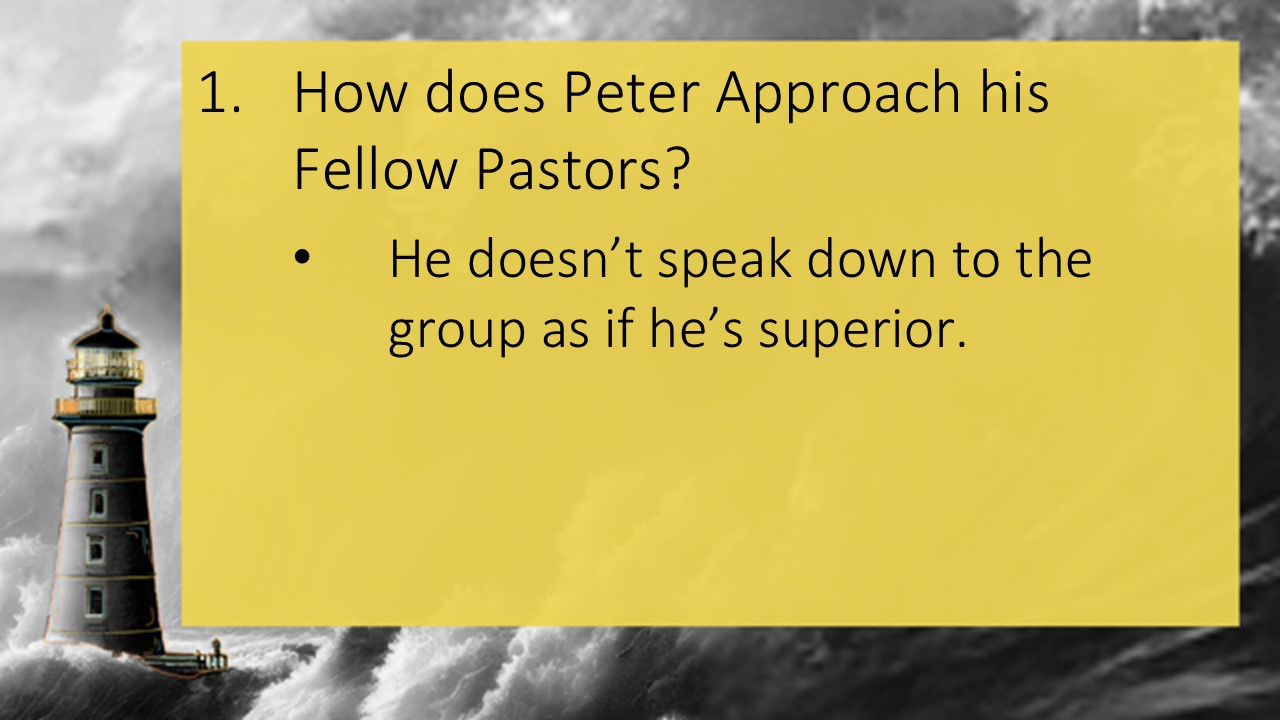 1. How does Peter Approach his
Fellow Pastors?
• He doesn’t speak down to the
group as if he’s superior.